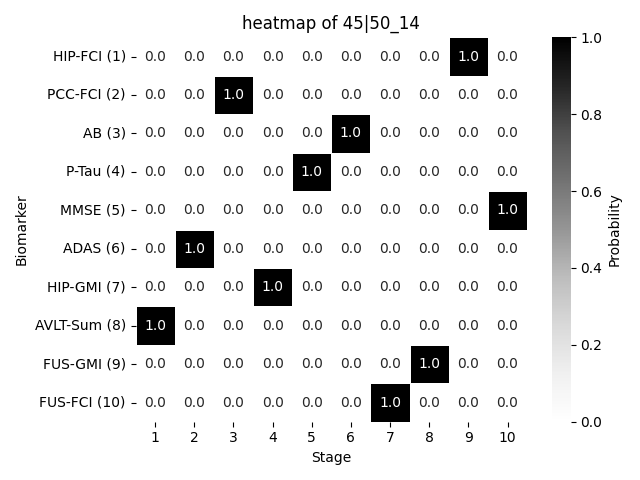 heatmap of 45|50_14
HIP-FCI (1) 0.0 0.0 0.0 0.0 0.0 0.0 0.0 0.0 1.0 0.0
PCC-FCI (2) 0.0 0.0 1.0 0.0 0.0 0.0 0.0 0.0 0.0 0.0
AB (3) 0.0 0.0 0.0 0.0 0.0 1.0 0.0 0.0 0.0 0.0
P-Tau (4) 0.0 0.0 0.0 0.0 1.0 0.0 0.0 0.0 0.0 0.0
MMSE (5) 0.0 0.0 0.0 0.0 0.0 0.0 0.0 0.0 0.0 1.0
ADAS (6) 0.0 1.0 0.0 0.0 0.0 0.0 0.0 0.0 0.0 0.0
HIP-GMI (7) 0.0 0.0 0.0 1.0 0.0 0.0 0.0 0.0 0.0 0.0
AVLT-Sum (8) 1.0 0.0 0.0 0.0 0.0 0.0 0.0 0.0 0.0 0.0
FUS-GMI (9) 0.0 0.0 0.0 0.0 0.0 0.0 0.0 1.0 0.0 0.0
FUS-FCI (10) 0.0 0.0 0.0 0.0 0.0 0.0 1.0 0.0 0.0 0.0
1 2 3 4 5 6 7 8 9 10
Stage
Biomarker
1.0
0.8
0.6
0.4
0.2
0.0
Probability